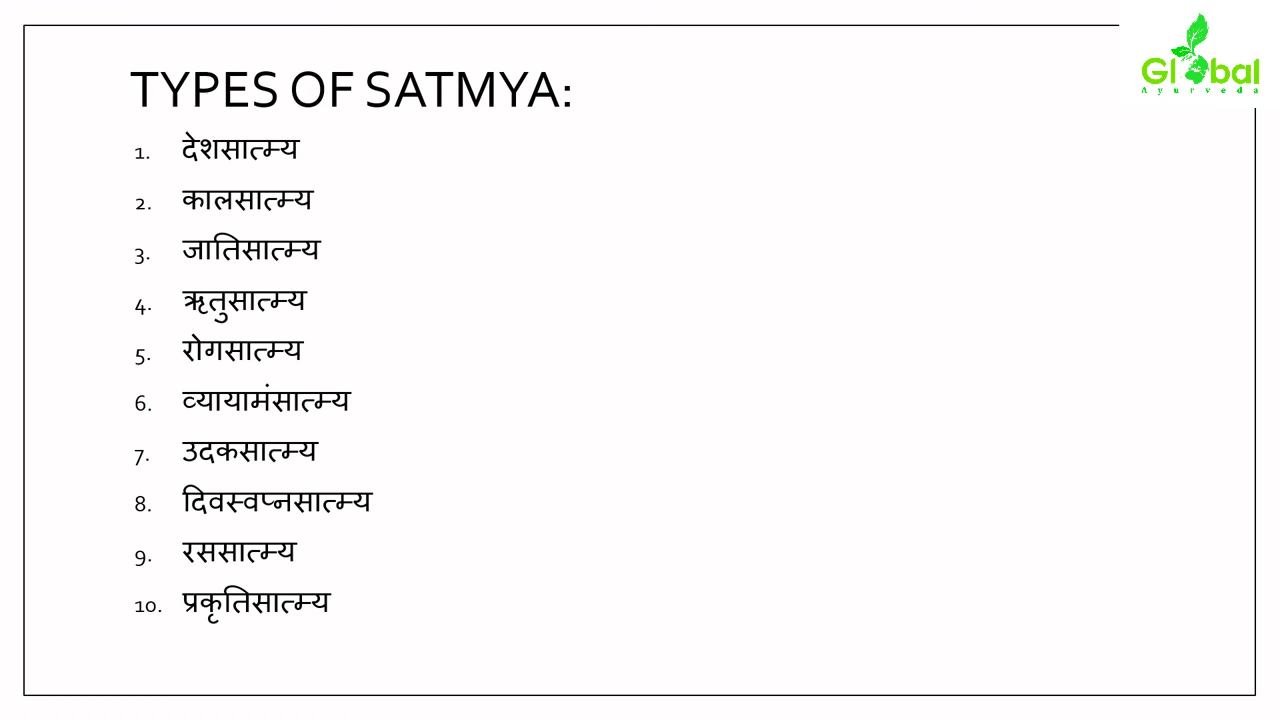 TYPES OF SATMYA:
1. देशसात्म्य
2. कालसात्म्य
3. जातिसात्म्य
4. ऋतुसात्म्य
5. रोगसात्म्य
6. व्यायामंसात्म्य
7. उदकसात्म्य
8. दिवस्वप्नसात्म्य
9. रससात्म्य
10. प्रकृतिसात्म्य
Global
Ayurveda